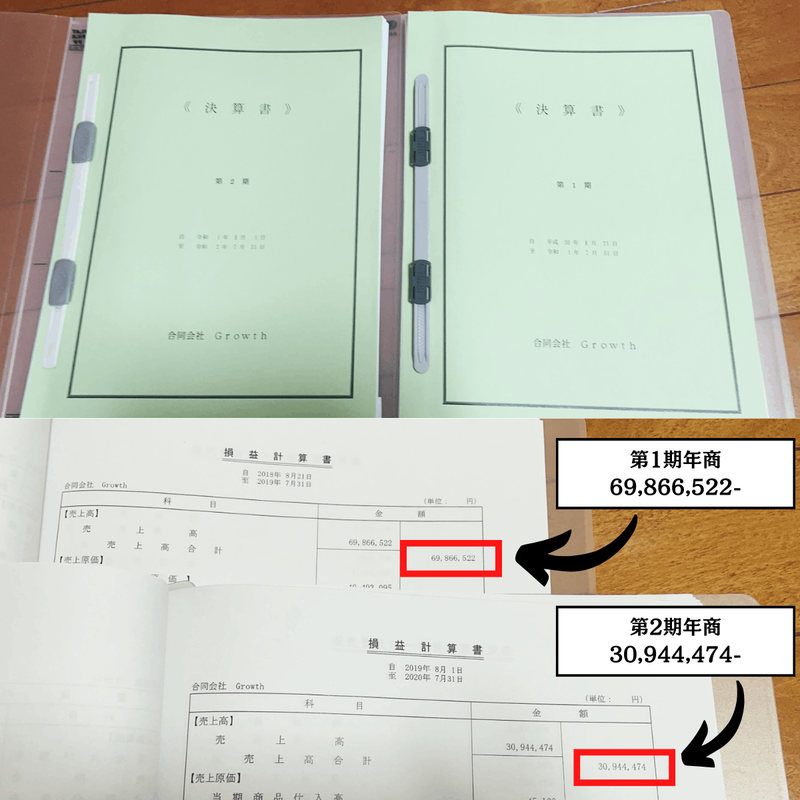 《 決 算 書 》
第 2 期
自 令和 1年 8月 1日
至 令和 2年 7月 31日
合同会社 Growth
《 決 算 書 》
第 1 期
自 平成 30年 8月 21日
至 令和 1年 7月 31日
合同会社 Growth
損 益 計 算 書
自 2018年 8月21日
至 2019年 7月31日
合同会社 Growth
(単位: 円)
科 目 金 額
【売上高】
売 上 高 69,866,522
売 上 高 合 計 69,866,522
【売上原価】
第1期年商
69,866,522-
損 益 計 算 書
自 2019年 8月 1日
至 2020年 7月31日
合同会社 Growth
(単位: 円)
科 目 金 額
【売上高】
売 上 高 30,944,474
売 上 高 合 計 30,944,474
【売上原価】
当 期 商 品 仕 入 高
第2期年商
30,944,474-